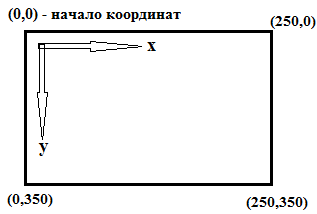 (0,0) - начало координат
(250,0)
x
y
(0,350)
(250,350)